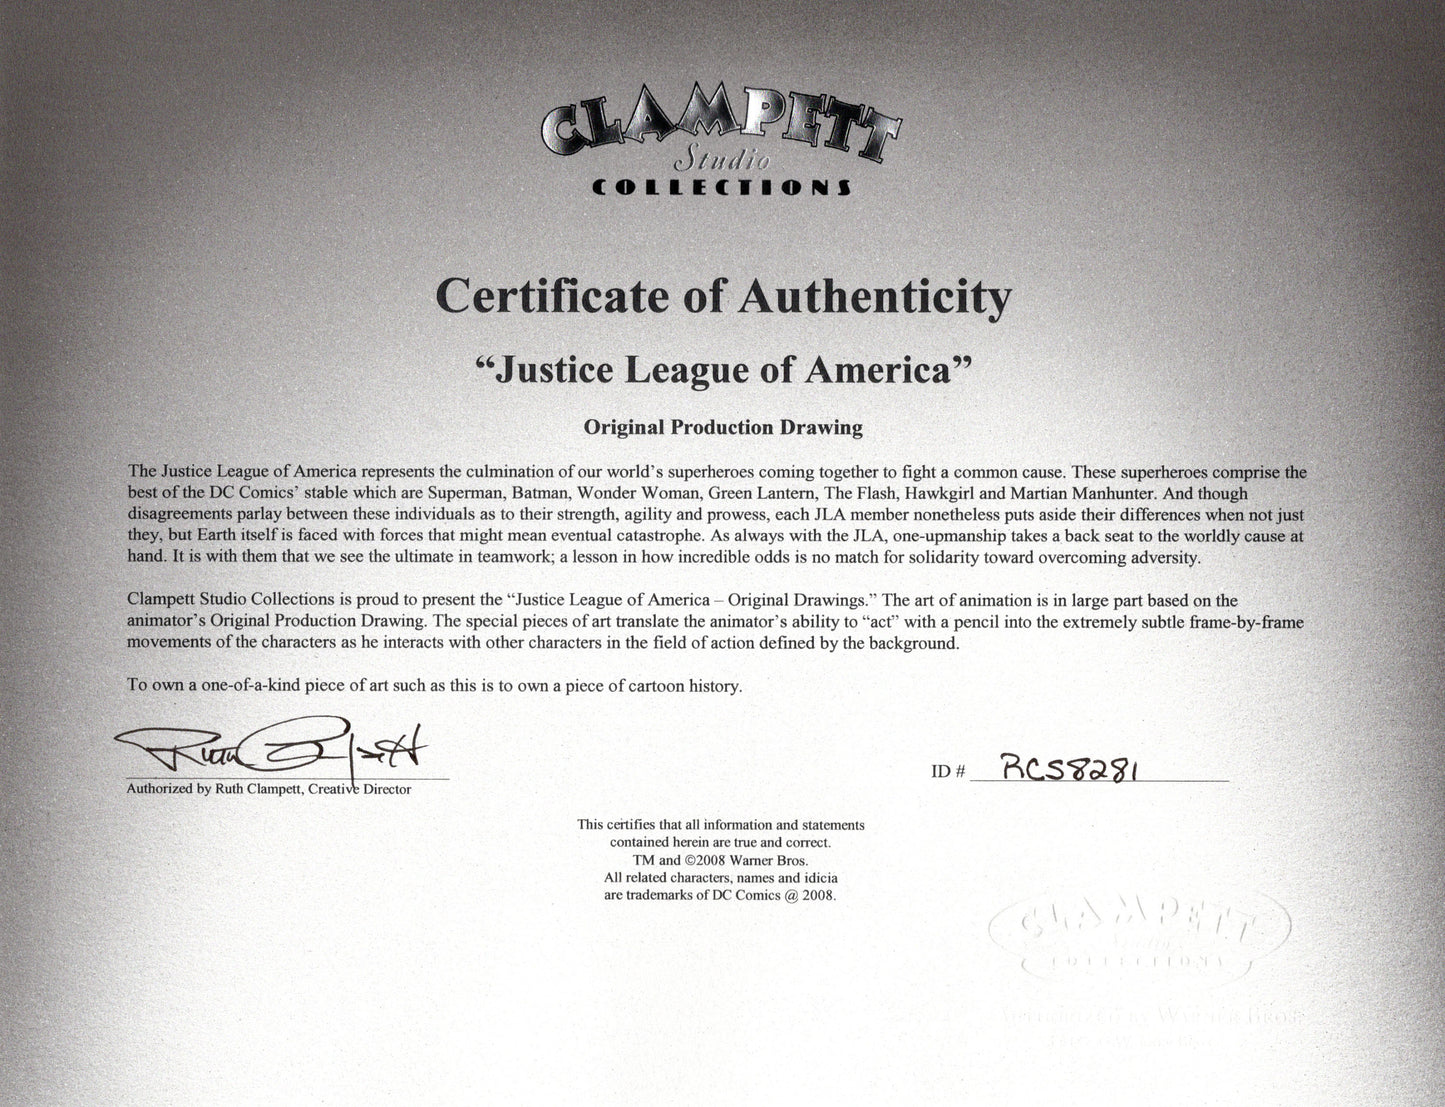 CLAMPETT
Studio
COLLECTIONS
Certificate of Authenticity
“Justice League of America”
Original Production Drawing
The Justice League of America represents the culmination of our world’s superheroes coming together to fight a common cause. These superheroes comprise the
best of the DC Comics’ stable which are Superman, Batman, Wonder Woman, Green Lantern, The Flash, Hawkgirl and Martian Manhunter. And though
disagreements parlay between these individuals as to their strength, agility and prowess, each JLA member nonetheless puts aside their differences when not just
they, but Earth itself is faced with forces that might mean eventual catastrophe. As always with the JLA, one-upmanship takes a back seat to the worldly cause at
hand. It is with them that we see the ultimate in teamwork; a lesson in how incredible odds is no match for solidarity toward overcoming adversity.
Clampett Studio Collections is proud to present the “Justice League of America – Original Drawings.” The art of animation is in large part based on the
animator’s Original Production Drawing. The special pieces of art translate the animator’s ability to “act” with a pencil into the extremely subtle frame-by-frame
movements of the characters as he interacts with other characters in the field of action defined by the background.
To own a one-of-a-kind piece of art such as this is to own a piece of cartoon history.
Ruth Clampett
Authorized by Ruth Clampett, Creative Director
ID # RCS8281
This certifies that all information and statements
contained herein are true and correct.
TM and ©2008 Warner Bros.
All related characters, names and idicia
are trademarks of DC Comics @ 2008.
CLAMPETT
Studio
COLLECTIONS
AUTHORIZED BY WARNER BROS.